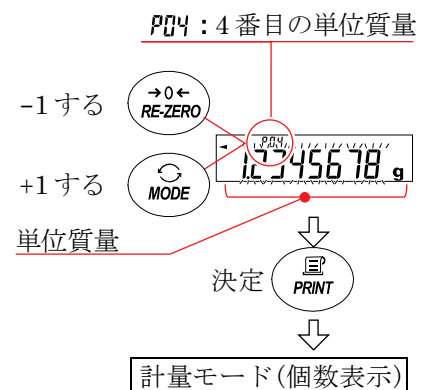 P04：4番目の単位質量
-1する
→0←
RE-ZERO
P04
1.2345678 g
+1する
MODE
単位質量
決定
PRINT
計量モード(個数表示)